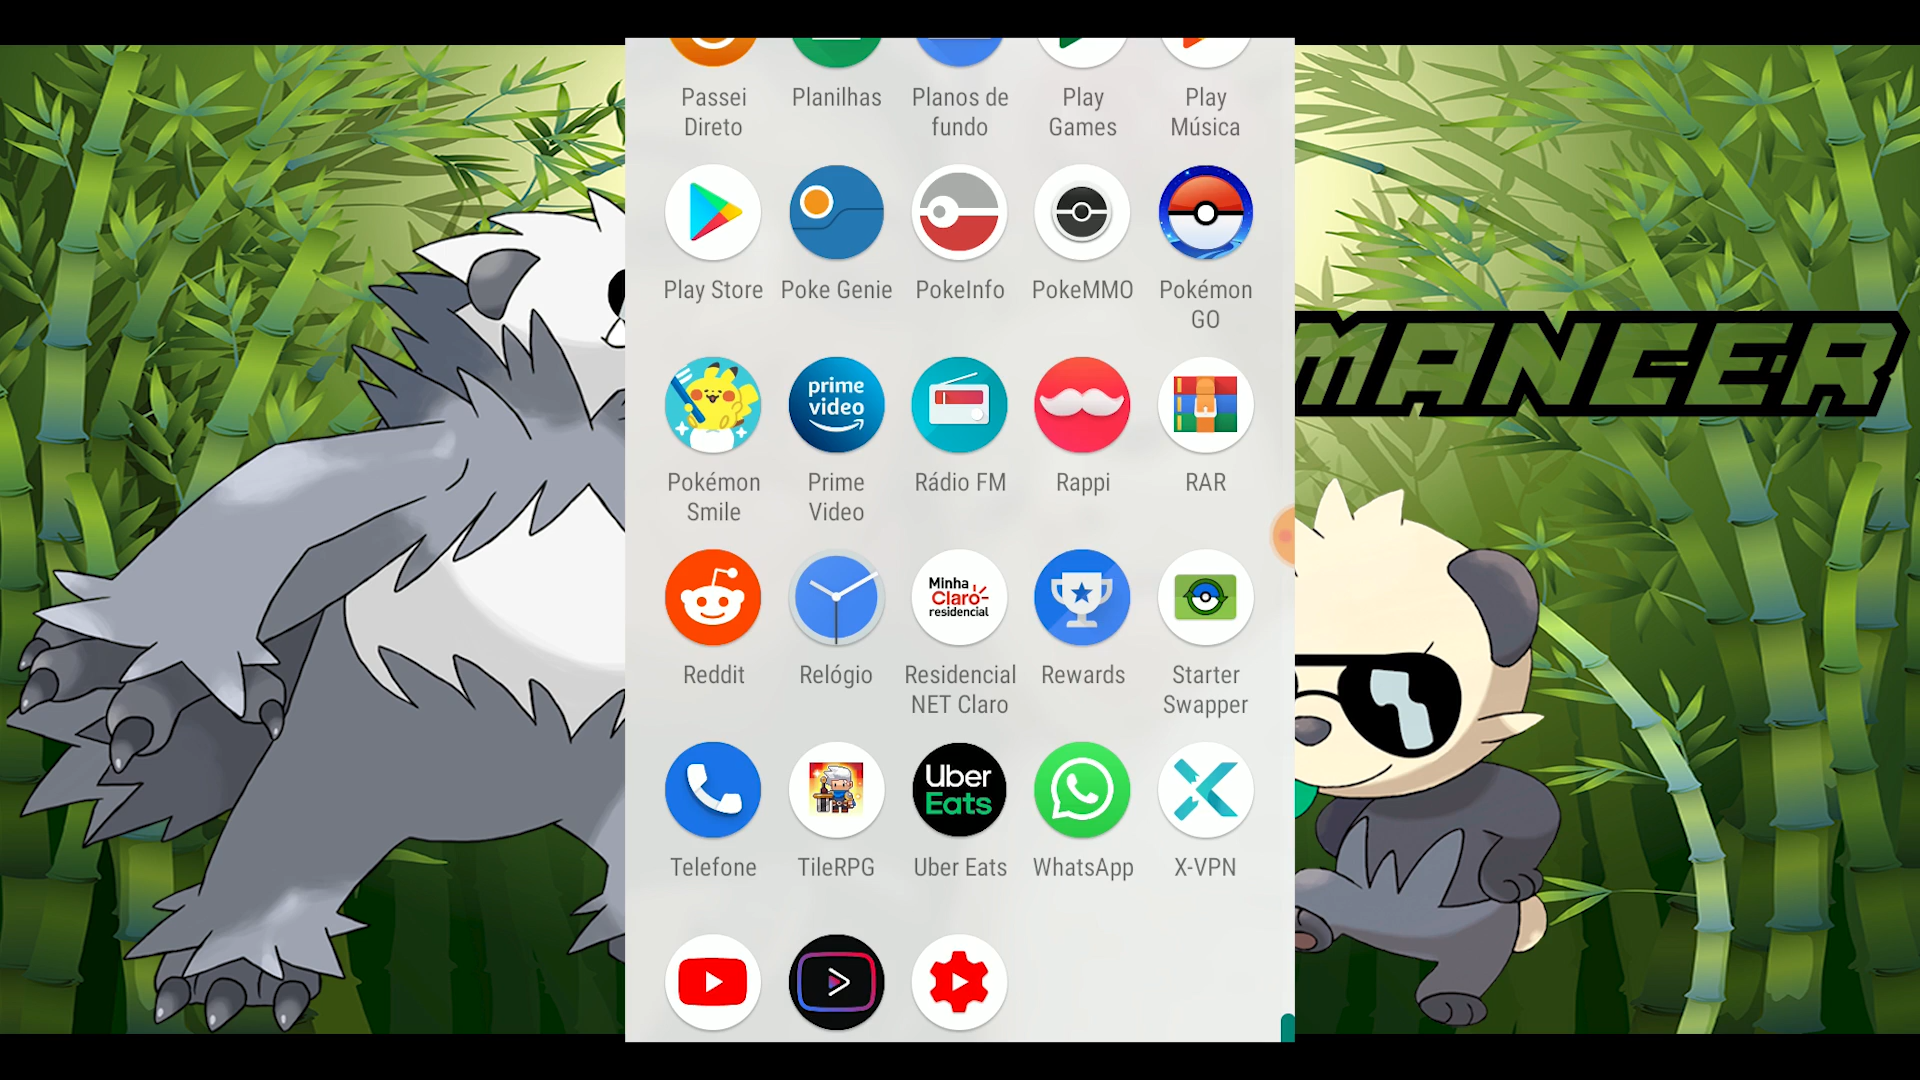 Passei
Direto
Planilhas
Planos de
fundo
Play
Games
Play
Música
Play Store
Poke Genie
PokeInfo
PokeMMO
Pokémon
GO
MANCER
prime
video
Pokémon
Smile
Prime
Video
Rádio FM
Rappi
RAR
Minha
Claro
residencial
Reddit
Relógio
Residencial
NET Claro
Rewards
Starter
Swapper
Uber
Eats
Telefone
TileRPG
Uber Eats
WhatsApp
X-VPN